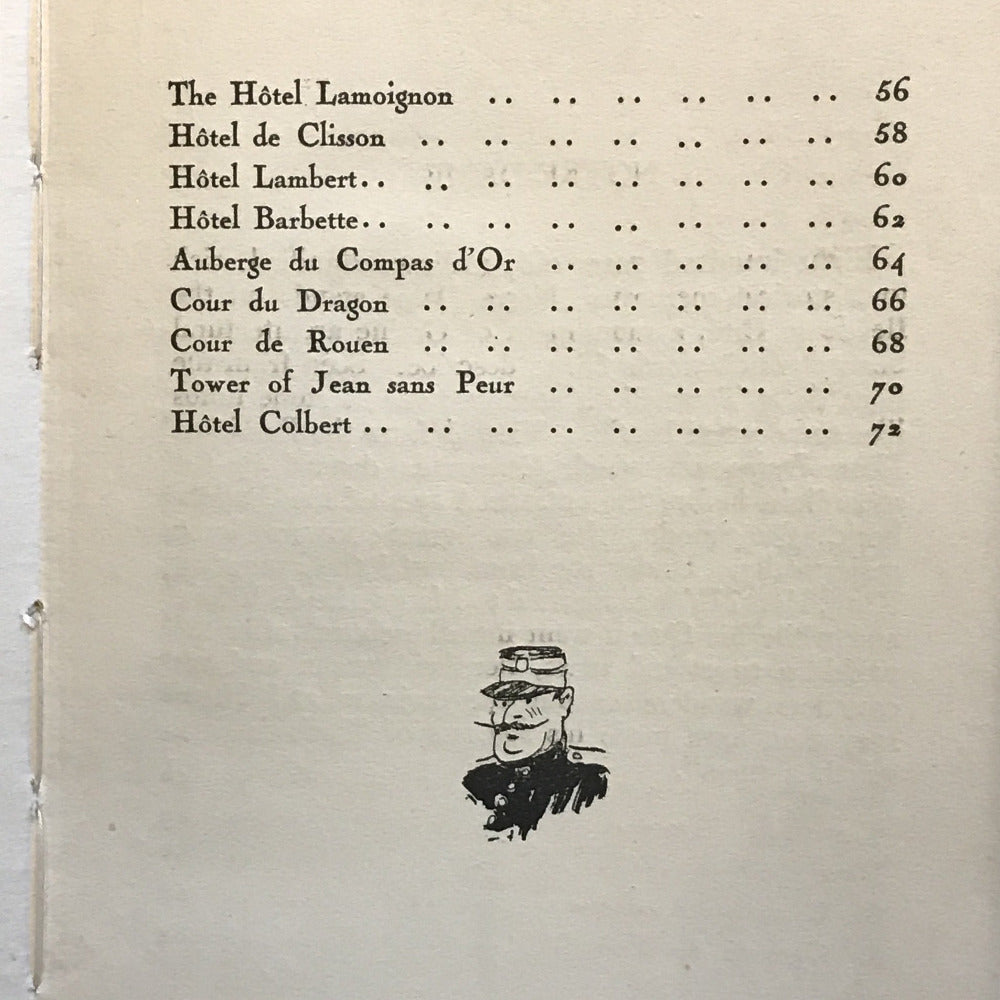 The Hôtel Lamoignon .. .. .. .. .. .. 56
Hôtel de Clisson .. .. .. .. .. .. .. 58
Hôtel Lambert.. .. .. .. .. .. .. .. 60
Hôtel Barbette.. .. .. .. .. .. .. .. 62
Auberge du Compas d'Or .. .. .. .. .. 64
Cour du Dragon .. .. .. .. .. .. .. 66
Cour de Rouen .. .. .. .. .. .. .. 68
Tower of Jean sans Peur .. .. .. .. .. 70
Hôtel Colbert .. .. .. .. .. .. .. .. 72